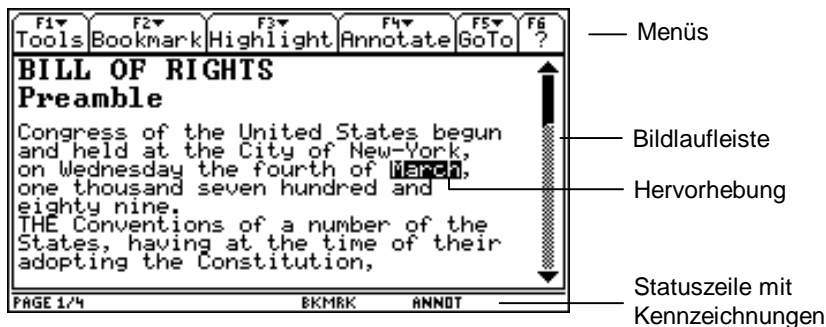 F1▾ F2▾ F3▾ F4▾ F5▾ F6
Tools Bookmark Highlight Annotate GoTo ?
Menüs
BILL OF RIGHTS
Preamble
Congress of the United States begun
and held at the City of New-York,
Bildlaufleiste
on Wednesday the fourth of March,
one thousand seven hundred and
Hervorhebung
eighty nine.
THE Conventions of a number of the
States, having at the time of their
adopting the Constitution,
PAGE 1/4 BKMRK ANNOT
Statuszeile mit
Kennzeichnungen